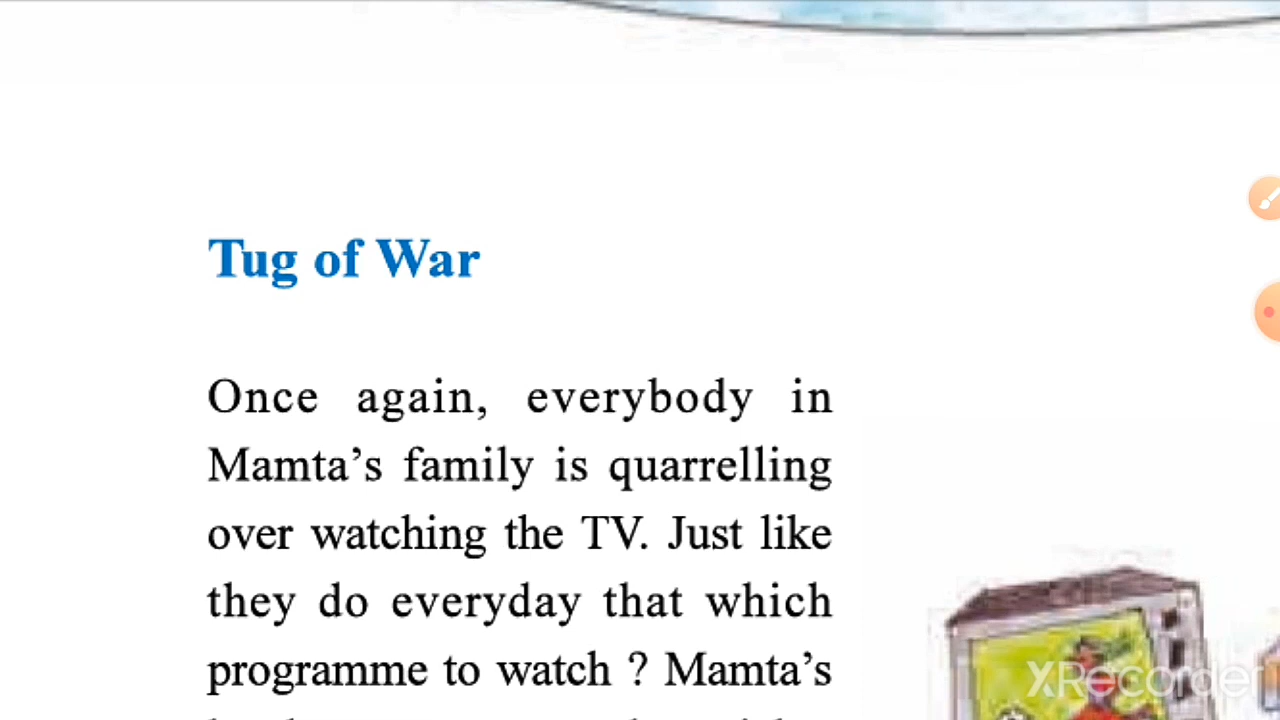 Tug of War
Once again, everybody in
Mamta’s family is quarrelling
over watching the TV. Just like
they do everyday that which
programme to watch ? Mamta’s
XRecorder